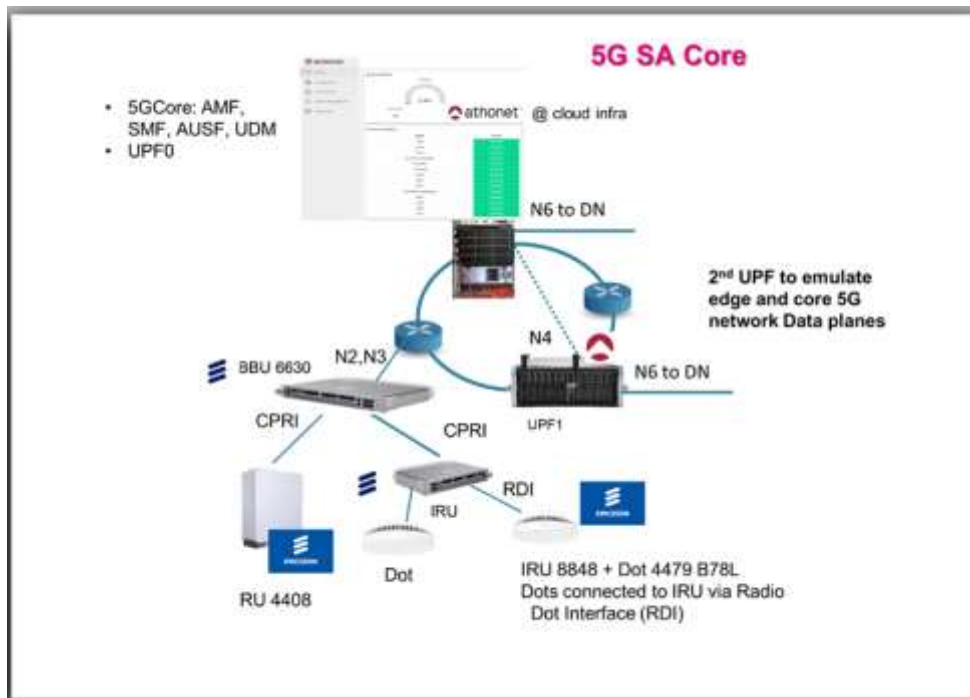 5G SA Core
• 5GCore: AMF,
SMF, AUSF, UDM
• UPF0
athonet @ cloud infra
N6 to DN
2nd UPF to emulate
edge and core 5G
network Data planes
N4
N2,N3
BBU 6630
N6 to DN
UPF1
CPRI
CPRI
RDI
IRU
ERICSSON
ERICSSON
Dot
RU 4408
IRU 8848 + Dot 4479 B78L
Dots connected to IRU via Radio
Dot Interface (RDI)